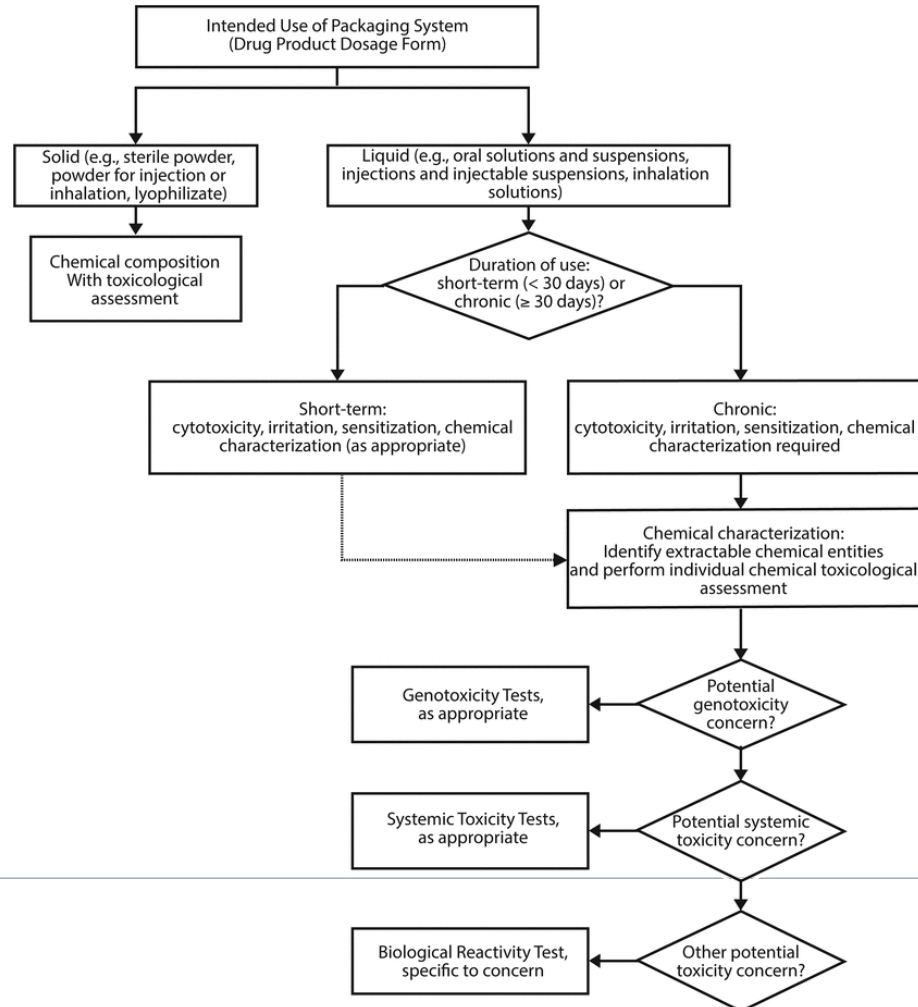 Intended Use of Packaging System
(Drug Product Dosage Form)
Solid (e.g., sterile powder,
powder for injection or
inhalation, lyophilizate)
Liquid (e.g., oral solutions and suspensions,
injections and injectable suspensions, inhalation
solutions)
Chemical composition
With toxicological
assessment
Duration of use:
short-term (< 30 days) or
chronic (≥ 30 days)?
Short-term:
cytotoxicity, irritation, sensitization, chemical
characterization (as appropriate)
Chronic:
cytotoxicity, irritation, sensitization, chemical
characterization required
Chemical characterization:
Identify extractable chemical entities
and perform individual chemical toxicological
assessment
Potential
genotoxicity
concern?
Genotoxicity Tests,
as appropriate
Potential systemic
toxicity concern?
Systemic Toxicity Tests,
as appropriate
Other potential
toxicity concern?
Biological Reactivity Test,
specific to concern